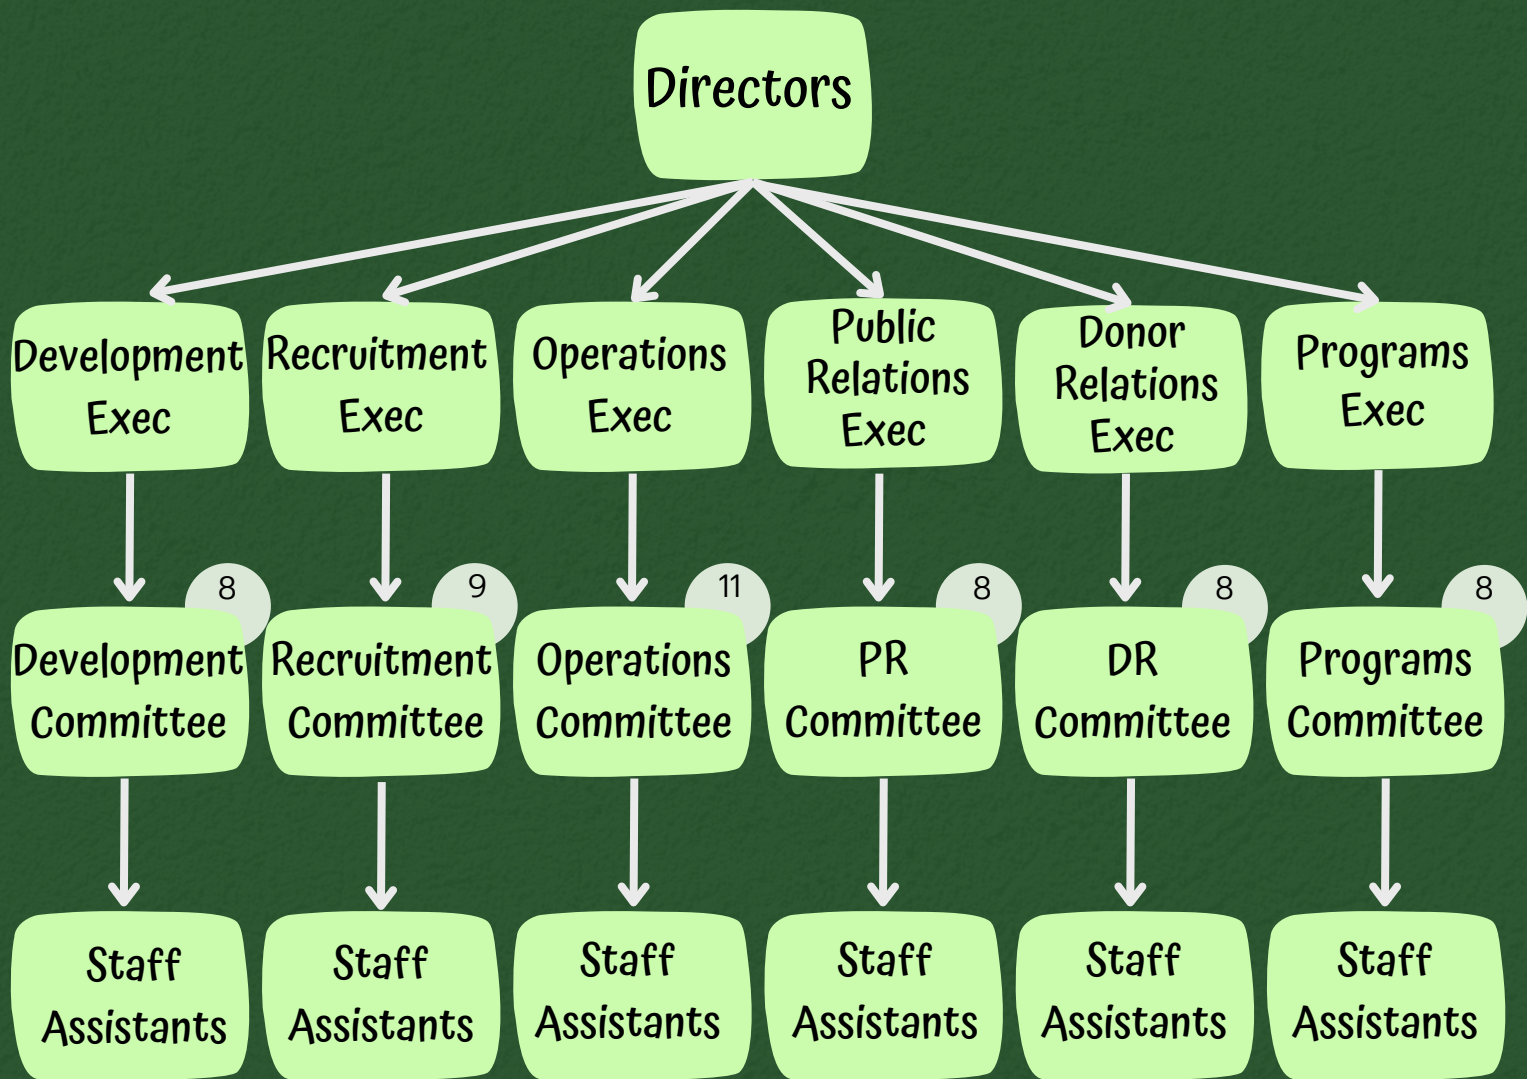 Directors
Development
Exec
Recruitment
Exec
Operations
Exec
Public
Relations
Exec
Donor
Relations
Exec
Programs
Exec
8
Development
Committee
9
Recruitment
Committee
11
Operations
Committee
8
PR
Committee
8
DR
Committee
8
Programs
Committee
Staff
Assistants
Staff
Assistants
Staff
Assistants
Staff
Assistants
Staff
Assistants
Staff
Assistants